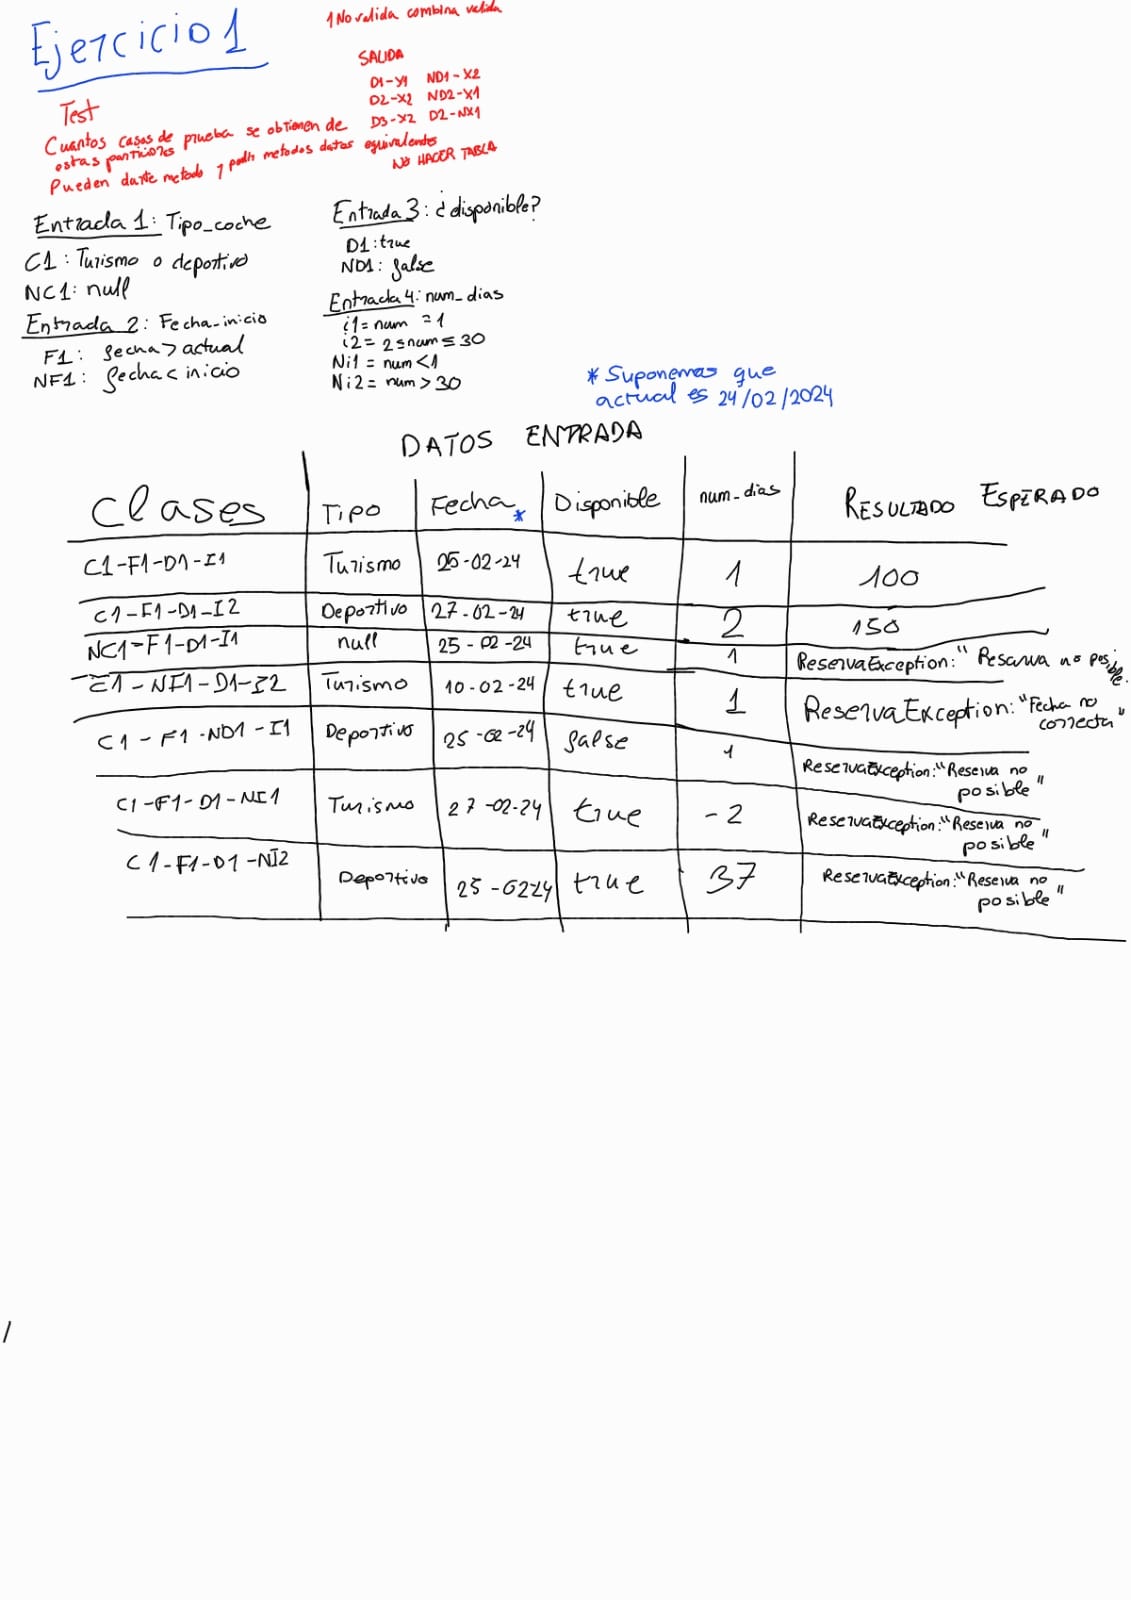 Ejercicio 1
1 No valida combina valida
SALIDA
D1-Y1 ND1-X2
D2-X2 ND2-X1
D3-X2 D2-NX1
Test
Cuantos casos de prueba se obtienen de
estas particiones
Pueden darte metodo y pedir metodos datos equivalentes
NO HACER TABLA
Entrada 1: Tipo_coche
C1: Turismo o deportivo
NC1: null
Entrada 2: Fecha_inicio
F1: fecha > actual
NF1: fecha < inicio
Entrada 3: ¿disponible?
D1: true
ND1: false
Entrada 4: num_dias
i1 = num = 1
i2 = 2 ≤ num ≤ 30
Ni1 = num < 1
Ni2 = num > 30
* Suponemos que
actual es 24/02/2024
DATOS ENTRADA
Clases Tipo Fecha * Disponible num_dias RESULTADO ESPERADO
C1-F1-D1-I1 Turismo 25-02-24 true 1 100
C1-F1-D1-I2 Deportivo 27-02-24 true 2 150
NC1-F1-D1-I1 null 25-02-24 true 1 ReservaException: "Reserva no posible.
C1-NF1-D1-I2 Turismo 10-02-24 true 1 ReservaException: "Fecha no
correcta"
C1-F1-ND1-I1 Deportivo 25-02-24 false 1 ReservaException: "Reserva no
posible"
C1-F1-D1-NI1 Turismo 27-02-24 true -2 ReservaException: "Reserva no
posible"
C1-F1-D1-NI2 Deportivo 25-0224 true 37 ReservaException: "Reserva no
posible"
/